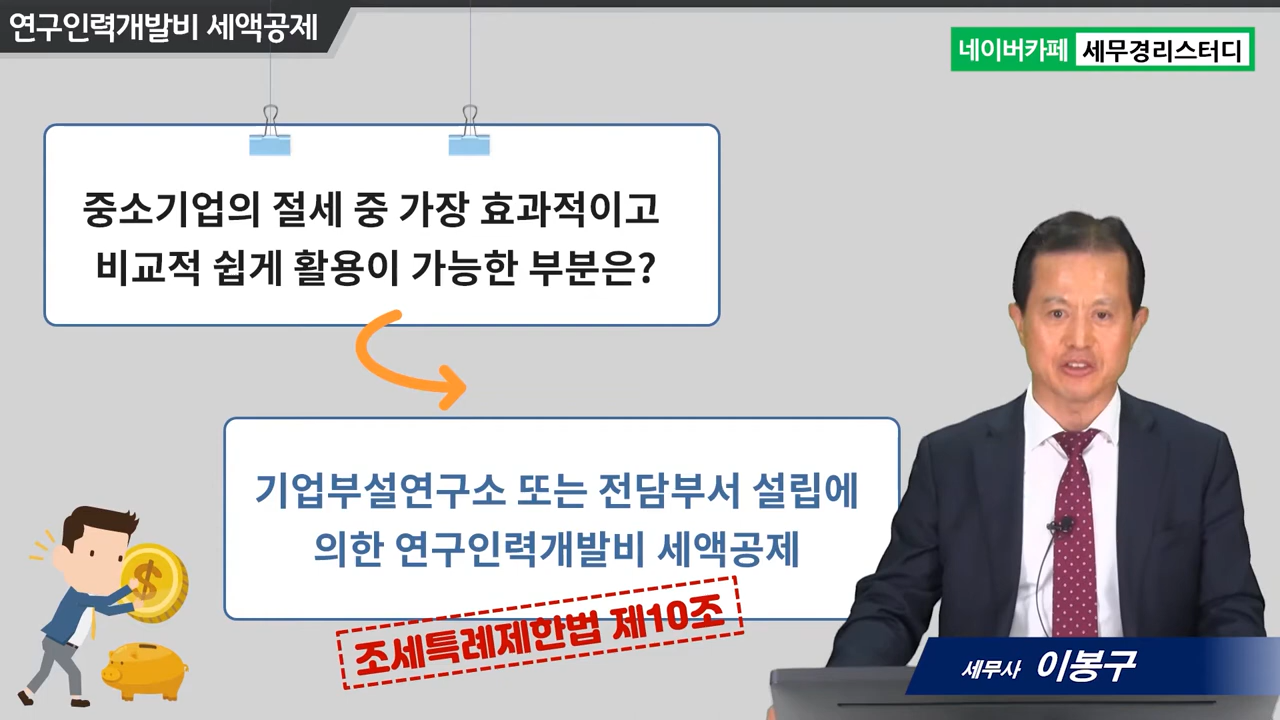 연구인력개발비 세액공제
네이버카페 세무경리스터디
중소기업의 절세 중 가장 효과적이고
비교적 쉽게 활용이 가능한 부분은?
기업부설연구소 또는 전담부서 설립에
의한 연구인력개발비 세액공제
조세특례제한법 제10조
세무사 이봉구